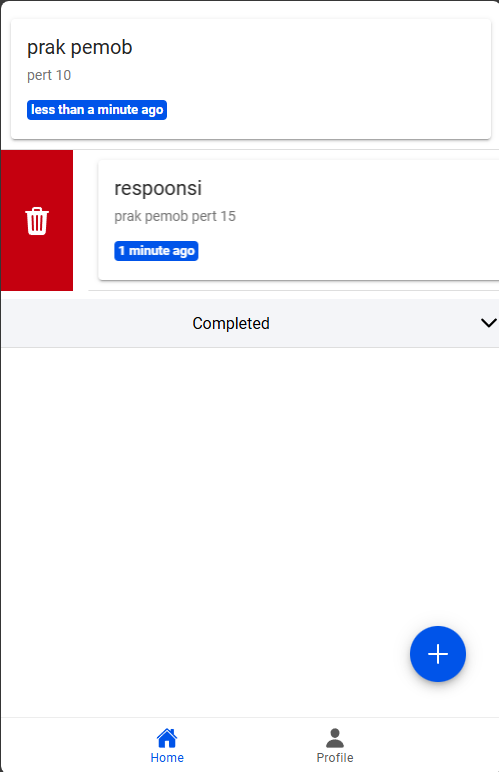 prak pemob
pert 10
less than a minute ago
respoonsi
prak pemob pert 15
1 minute ago
Completed
Home
Profile